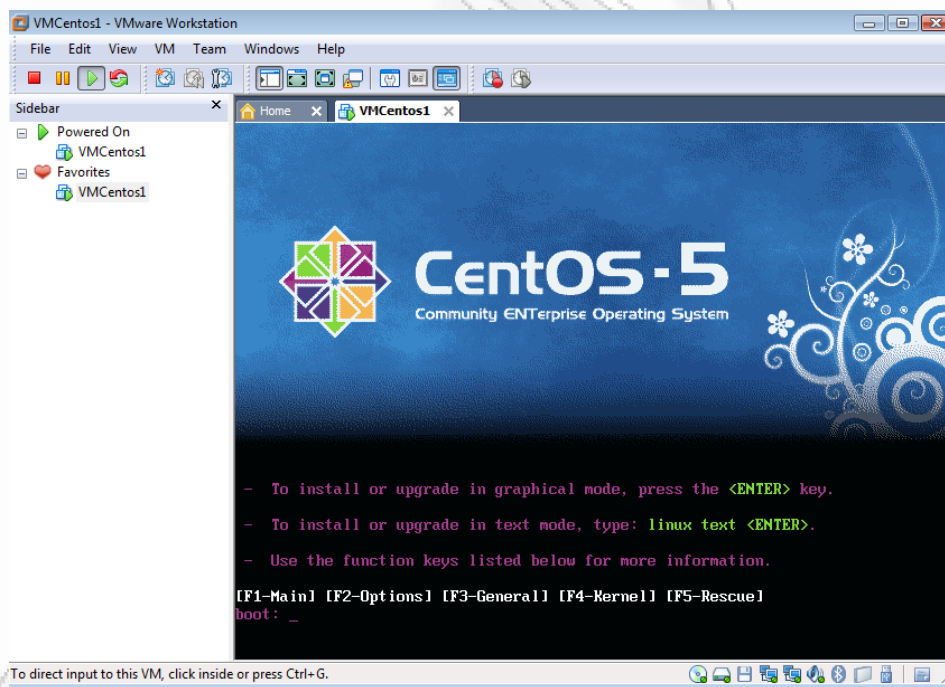 VMCentos1 - VMware Workstation
File Edit View VM Team Windows Help
Sidebar
Powered On
VMCentos1
Favorites
VMCentos1
Home VMCentos1
CentOS-5
Community ENTerprise Operating System
- To install or upgrade in graphical mode, press the <ENTER> key.
- To install or upgrade in text mode, type: linux text <ENTER>.
- Use the function keys listed below for more information.
[F1-Main] [F2-Options] [F3-General] [F4-Kernel] [F5-Rescue]
boot: _
To direct input to this VM, click inside or press Ctrl+G.